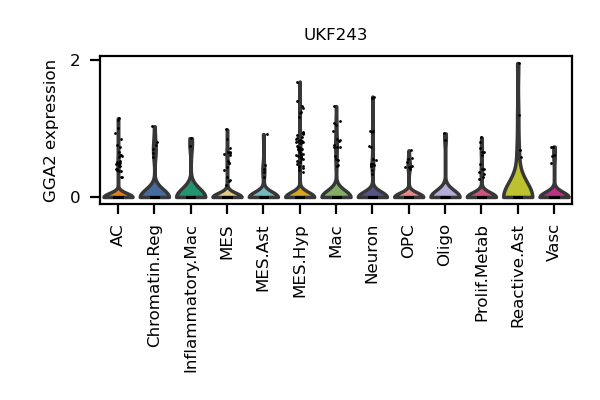 UKF243
GGA2 expression
2
0
AC
Chromatin.Reg
Inflammatory.Mac
MES
MES.Ast
MES.Hyp
Mac
Neuron
OPC
Oligo
Prolif.Metab
Reactive.Ast
Vasc